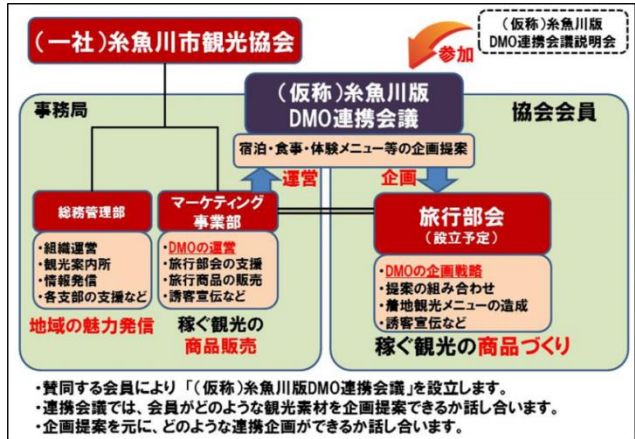 (一社)糸魚川市観光協会
(仮称)糸魚川版
DMO連携会議説明会
参加
事務局
(仮称)糸魚川版
DMO連携会議
協会会員
宿泊・食事・体験メニュー等の企画提案
運営
企画
総務管理部
・組織運営
・観光案内所
・情報発信
・各支部の支援など
地域の魅力発信
マーケティング
事業部
・DMOの運営
・旅行部会の支援
・旅行商品の販売
・誘客宣伝など
稼ぐ観光の
商品販売
旅行部会
(設立予定)
・DMOの企画戦略
・提案の組み合わせ
・着地観光メニューの造成
・誘客宣伝など
稼ぐ観光の商品づくり
・賛同する会員により「(仮称)糸魚川版DMO連携会議」を設立します。
・連携会議では、会員がどのような観光素材を企画提案できるか話し合います。
・企画提案を元に、どのような連携企画ができるか話し合います。